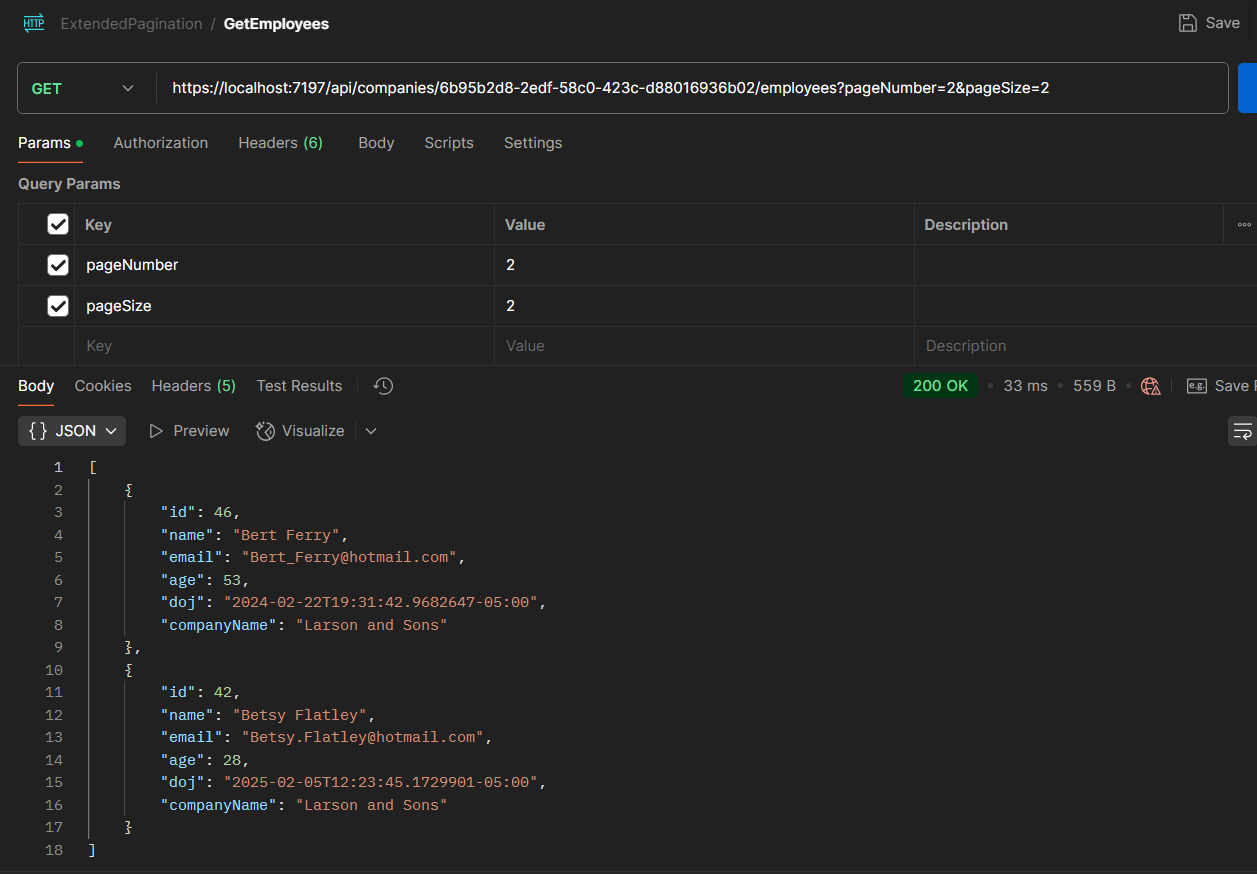 HTTP ExtendedPagination / GetEmployees Save
GET https://localhost:7197/api/companies/6b95b2d8-2edf-58c0-423c-d88016936b02/employees?pageNumber=2&pageSize=2
Params Authorization Headers (6) Body Scripts Settings
Query Params
Key Value Description
pageNumber 2
pageSize 2
Key Value Description
Body Cookies Headers (5) Test Results 200 OK 33 ms 559 B e.g. Save
{} JSON Preview Visualize
1 [
2 {
3 "id": 46,
4 "name": "Bert Ferry",
5 "email": "Bert_Ferry@hotmail.com",
6 "age": 53,
7 "doj": "2024-02-22T19:31:42.9682647-05:00",
8 "companyName": "Larson and Sons"
9 },
10 {
11 "id": 42,
12 "name": "Betsy Flatley",
13 "email": "Betsy.Flatley@hotmail.com",
14 "age": 28,
15 "doj": "2025-02-05T12:23:45.1729901-05:00",
16 "companyName": "Larson and Sons"
17 }
18 ]